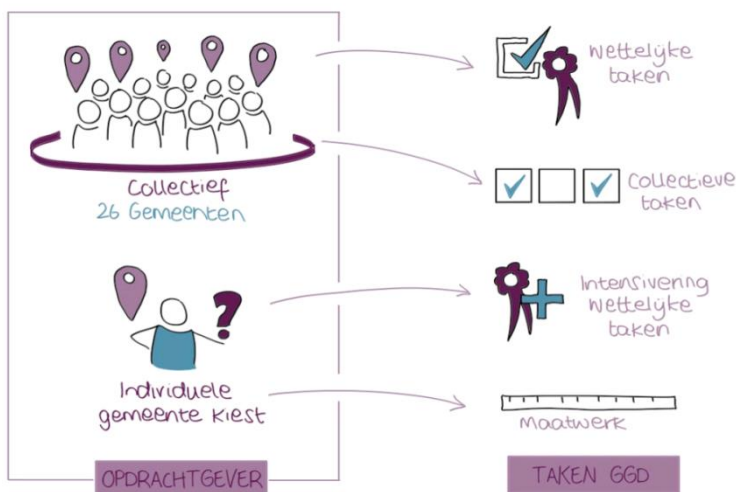 Collectief
26 Gemeenten
Individuele
gemeente kiest
OPDRACHTGEVER
Wettelijke
taken
Collectieve
taken
Intensivering
wettelijke
taken
Maatwerk
TAKEN GGD